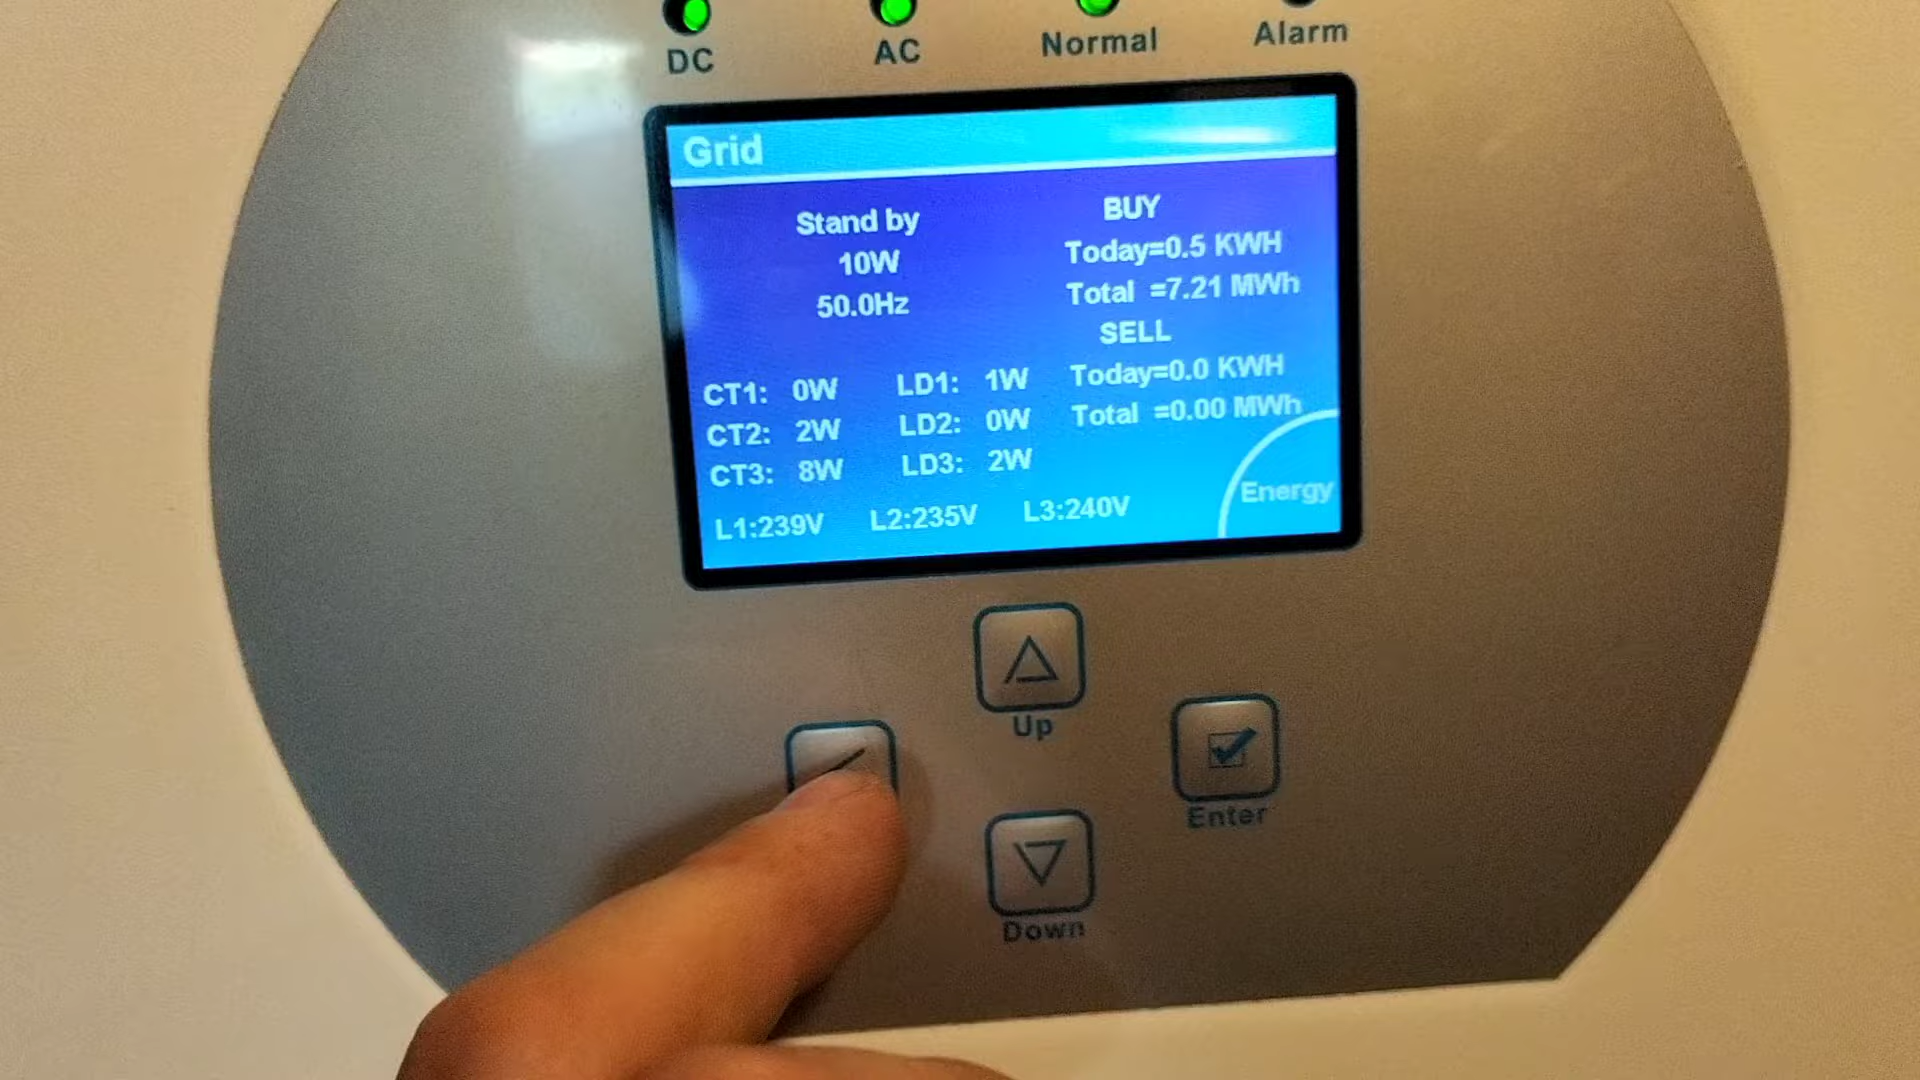 DC AC Normal Alarm
Grid
Stand by
10W
50.0Hz
BUY
Today=0.5 KWH
Total =7.21 MWh
SELL
Today=0.0 KWH
Total =0.00 MWh
CT1: 0W LD1: 1W
CT2: 2W LD2: 0W
CT3: 8W LD3: 2W
L1:239V L2:235V L3:240V
Energy
Up
Enter
Down